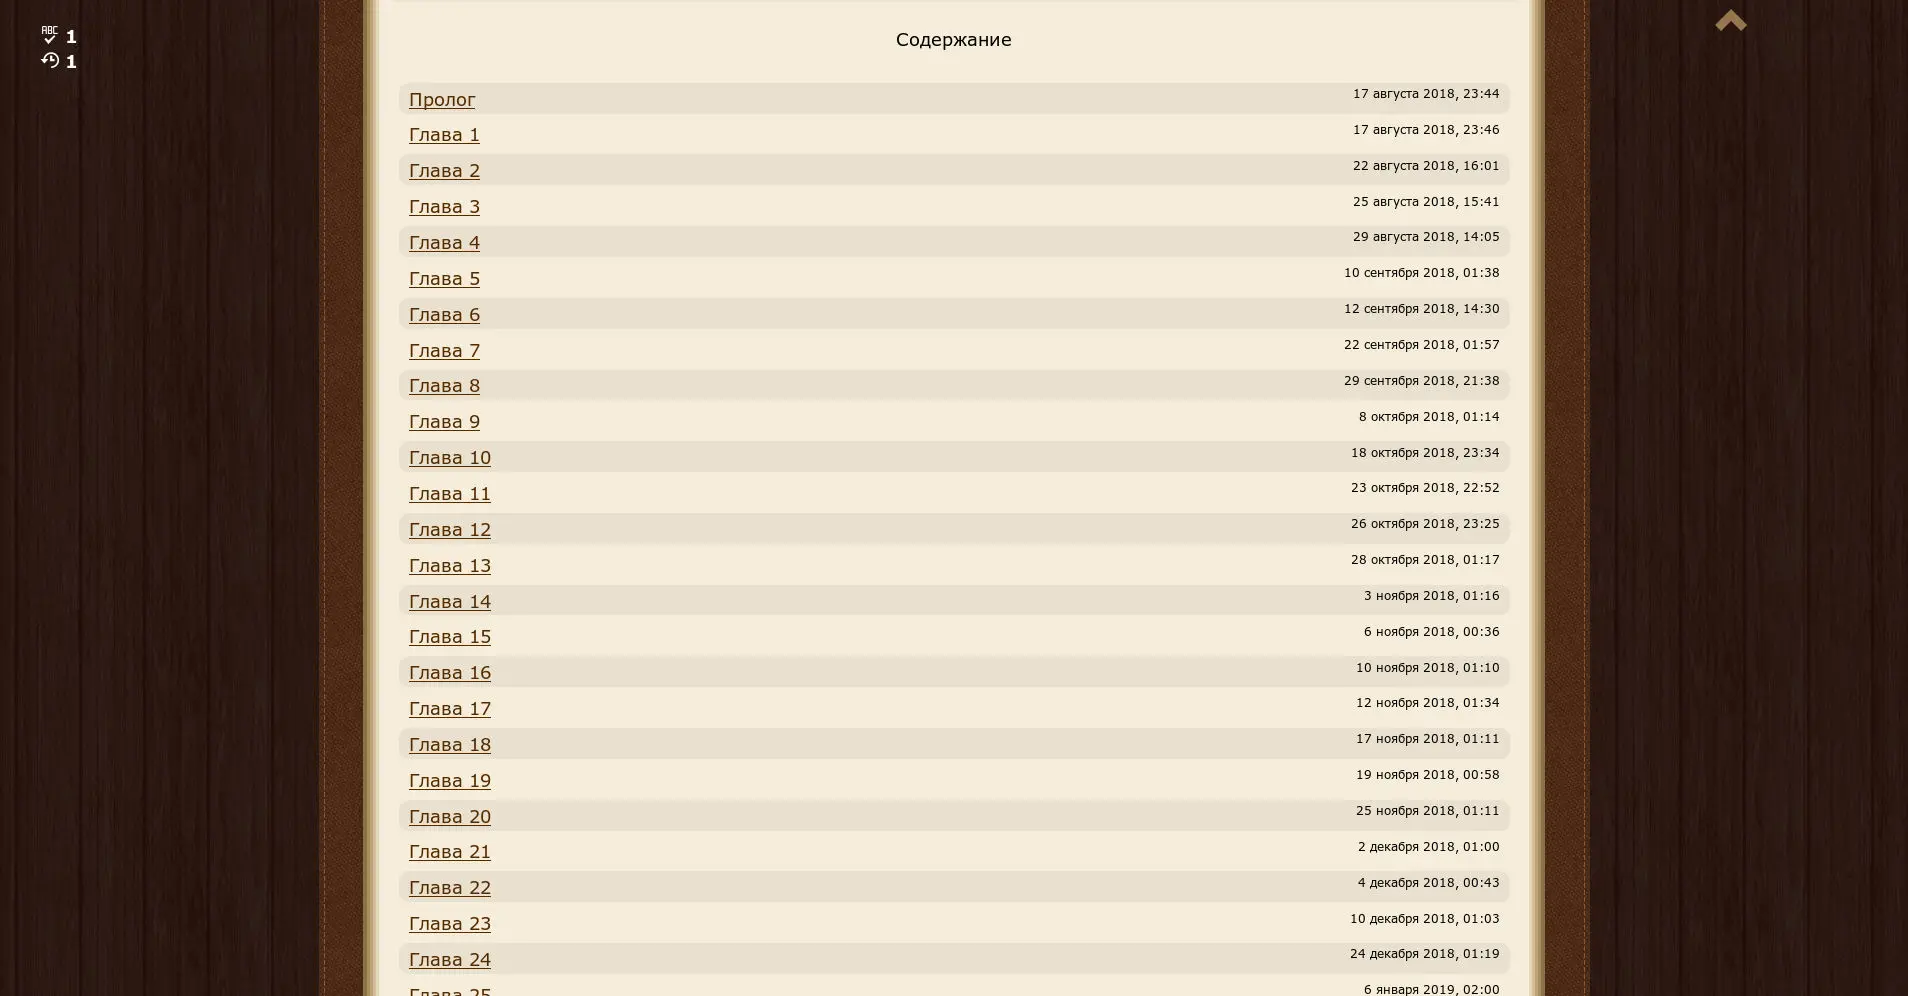 ABC 1
1
Содержание
Пролог 17 августа 2018, 23:44
Глава 1 17 августа 2018, 23:46
Глава 2 22 августа 2018, 16:01
Глава 3 25 августа 2018, 15:41
Глава 4 29 августа 2018, 14:05
Глава 5 10 сентября 2018, 01:38
Глава 6 12 сентября 2018, 14:30
Глава 7 22 сентября 2018, 01:57
Глава 8 29 сентября 2018, 21:38
Глава 9 8 октября 2018, 01:14
Глава 10 18 октября 2018, 23:34
Глава 11 23 октября 2018, 22:52
Глава 12 26 октября 2018, 23:25
Глава 13 28 октября 2018, 01:17
Глава 14 3 ноября 2018, 01:16
Глава 15 6 ноября 2018, 00:36
Глава 16 10 ноября 2018, 01:10
Глава 17 12 ноября 2018, 01:34
Глава 18 17 ноября 2018, 01:11
Глава 19 19 ноября 2018, 00:58
Глава 20 25 ноября 2018, 01:11
Глава 21 2 декабря 2018, 01:00
Глава 22 4 декабря 2018, 00:43
Глава 23 10 декабря 2018, 01:03
Глава 24 24 декабря 2018, 01:19
Глава 25 6 января 2019, 02:00